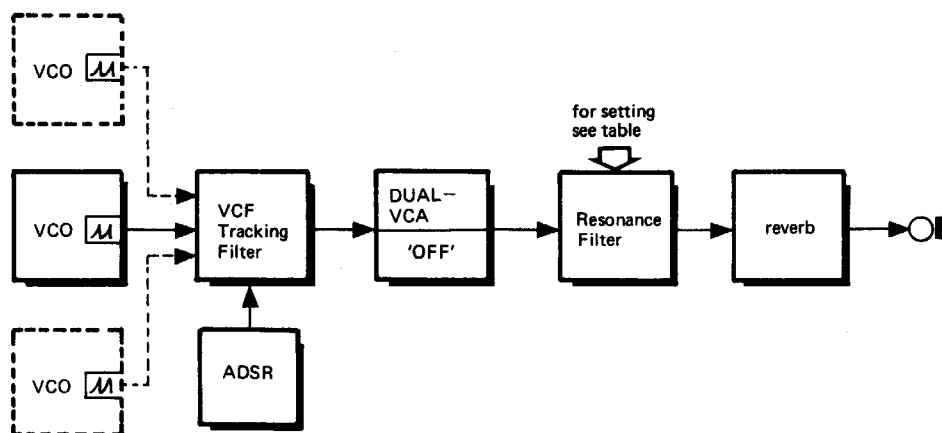 VCO
VCO
VCO
VCF
Tracking
Filter
ADSR
DUAL-
VCA
'OFF'
for setting
see table
Resonance
Filter
reverb